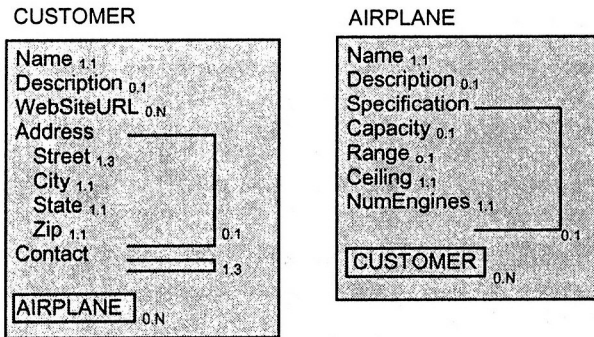 CUSTOMER
Name 1.1
Description 0.1
WebSiteURL 0.N
Address
Street 1.3
City 1.1
State 1.1
Zip 1.1
0.1
Contact
1.3
AIRPLANE 0.N
AIRPLANE
Name 1.1
Description 0.1
Specification
Capacity 0.1
Range o.1
Ceiling 1.1
NumEngines 1.1
0.1
CUSTOMER 0.N